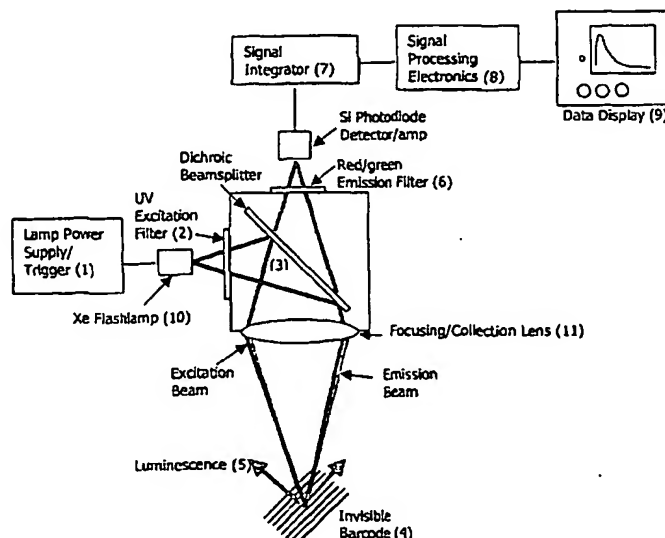 Signal
Integrator (7)
Signal
Processing
Electronics (8)
Data Display (9)
Si Photodiode
Detector/amp
Dichroic
Beamsplitter
Red/green
Emission Filter (6)
UV
Excitation
Filter (2)
Lamp Power
Supply/
Trigger (1)
(3)
Xe Flashlamp (10)
Focusing/Collection Lens (11)
Excitation
Beam
Emission
Beam
Luminescence (5)
Invisible
Barcode (4)